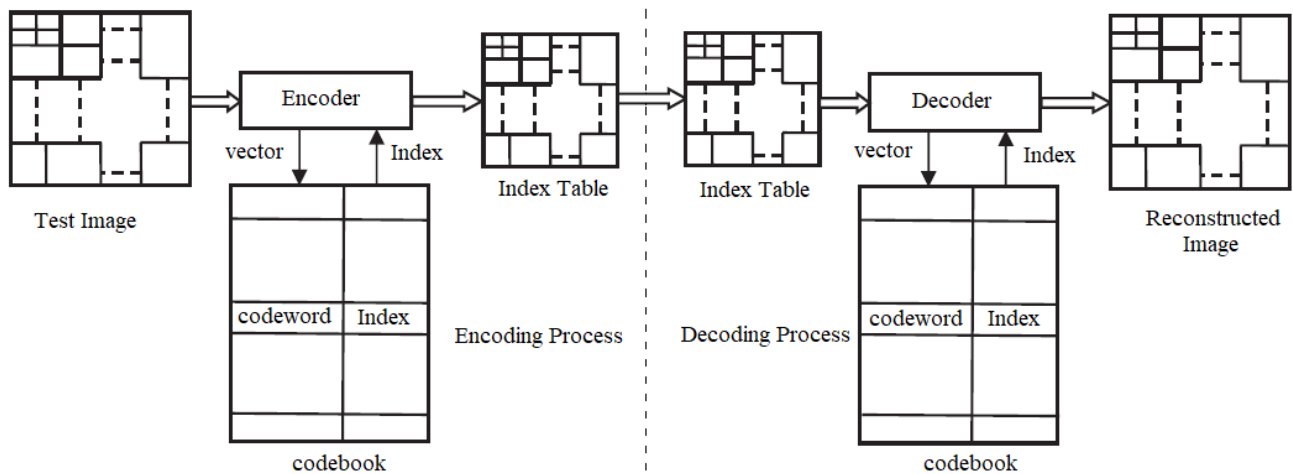 Encoder
vector
Index
Test Image
Index Table
codeword
Index
Encoding Process
codebook
Decoder
vector
Index
Index Table
Reconstructed
Image
codeword
Index
Decoding Process
codebook